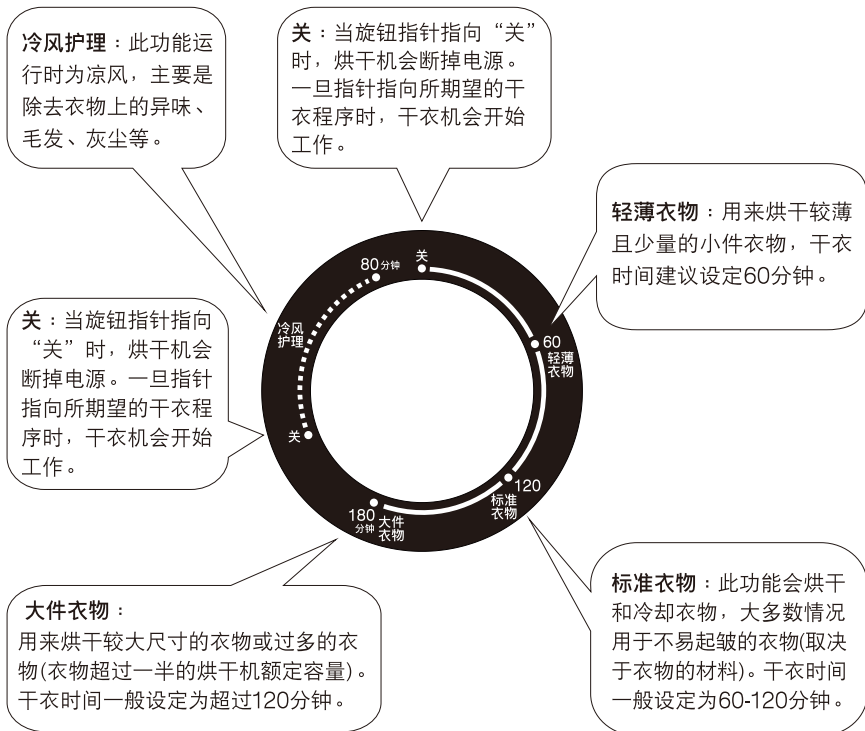 冷风护理：此功能运
行时为凉风，主要是
除去衣物上的异味、
毛发、灰尘等。
关：当旋钮指针指向“关”
时，烘干机会断掉电源。
一旦指针指向所期望的干
衣程序时，干衣机会开始
工作。
轻薄衣物：用来烘干较薄
且少量的小件衣物，干衣
时间建议设定60分钟。
关：当旋钮指针指向
“关”时，烘干机会
断掉电源。一旦指针
指向所期望的干衣程
序时，干衣机会开始
工作。
80分钟
关
冷风
护理
60
轻薄
衣物
关
120
标准
衣物
180
分钟
大件
衣物
大件衣物：
用来烘干较大尺寸的衣物或过多的衣
物(衣物超过一半的烘干机额定容量)。
干衣时间一般设定为超过120分钟。
标准衣物：此功能会烘干
和冷却衣物，大多数情况
用于不易起皱的衣物(取决
于衣物的材料)。干衣时间
一般设定为60-120分钟。